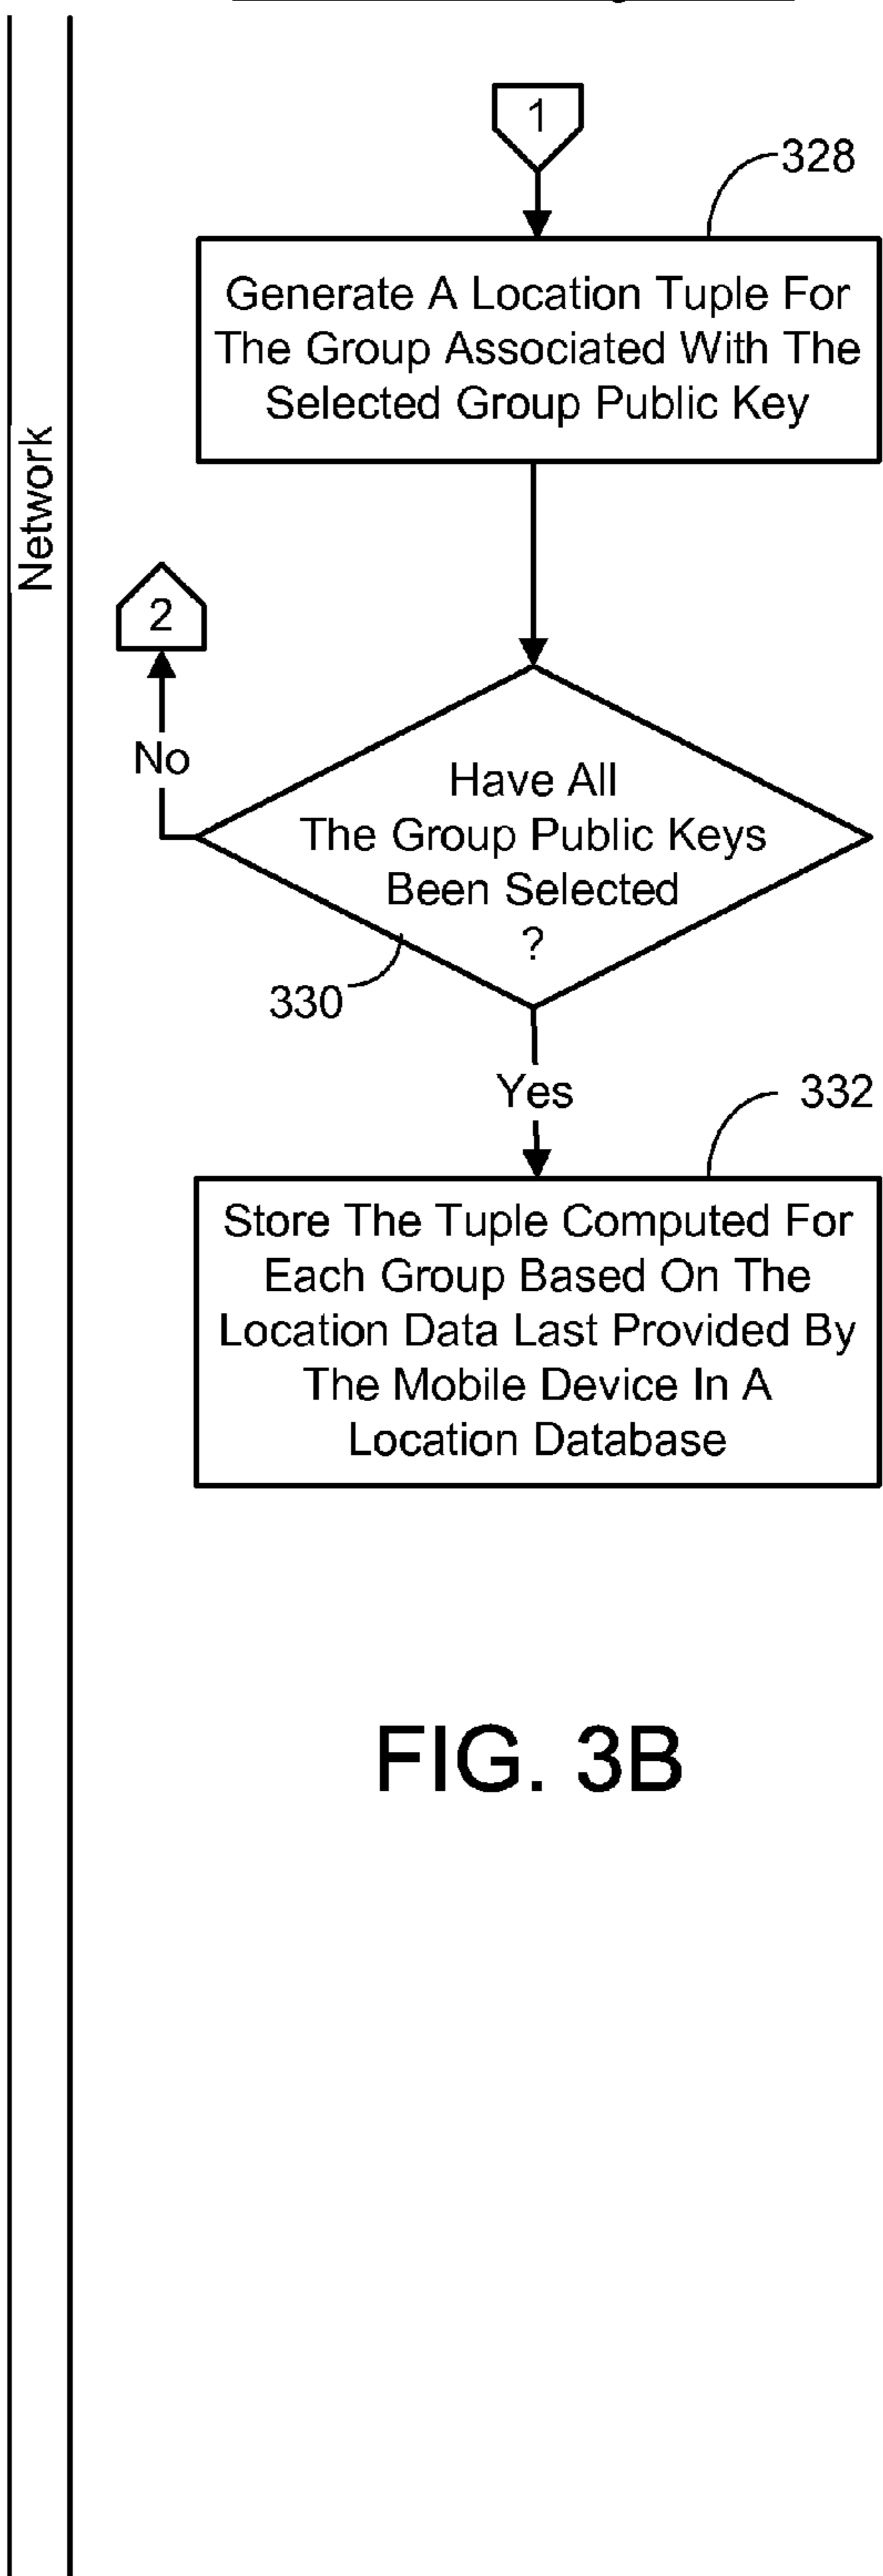 1
328
Generate A Location Tuple For
The Group Associated With The
Selected Group Public Key
Network
2
No
Have All
The Group Public Keys
Been Selected
?
330
Yes
332
Store The Tuple Computed For
Each Group Based On The
Location Data Last Provided By
The Mobile Device In A
Location Database
FIG. 3B